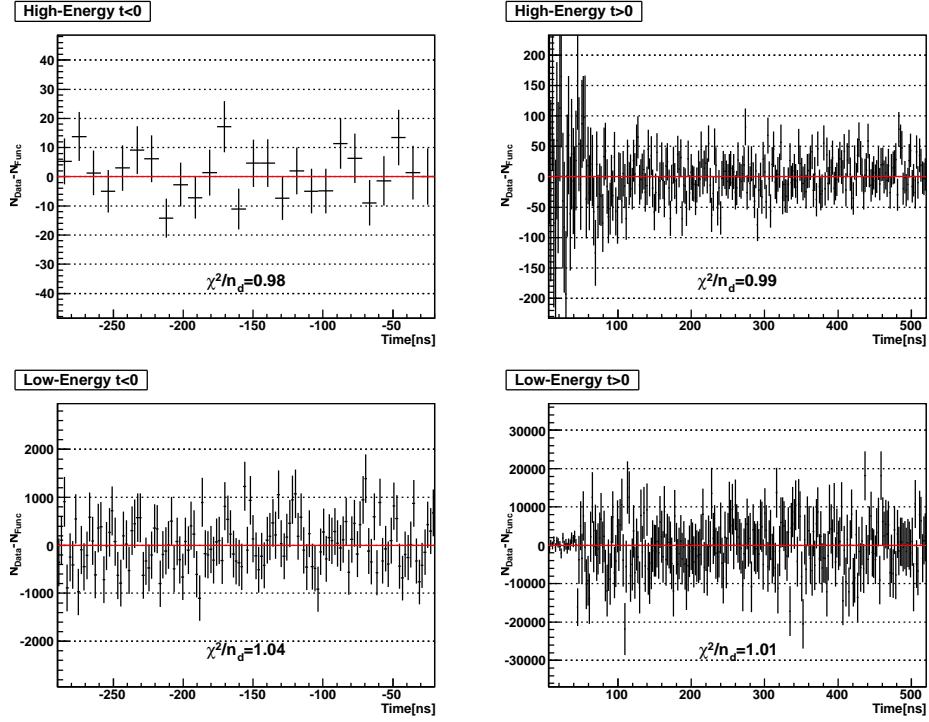 High-Energy t<0
N_Data-N_Func
40
30
20
10
0
-10
-20
-30
-40
χ²/n_d=0.98
-250 -200 -150 -100 -50
Time[ns]
High-Energy t>0
N_Data-N_Func
200
150
100
50
0
-50
-100
-150
-200
χ²/n_d=0.99
100 200 300 400 500
Time[ns]
Low-Energy t<0
N_Data-N_Func
2000
1000
0
-1000
-2000
χ²/n_d=1.04
-250 -200 -150 -100 -50
Time[ns]
Low-Energy t>0
N_Data-N_Func
30000
20000
10000
0
-10000
-20000
-30000
χ²/n_d=1.01
100 200 300 400 500
Time[ns]